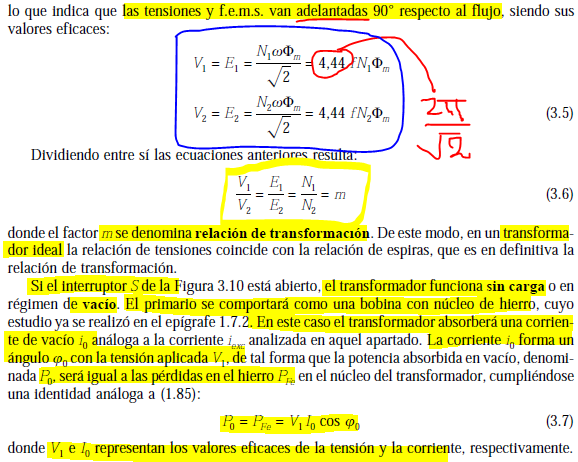 lo que indica que las tensiones y f.e.m.s. van adelantadas 90° respecto al flujo, siendo sus
valores eficaces:
V₁ = E₁ = N₁ωΦₘ/√2 = 4,44 fN₁Φₘ
V₂ = E₂ = N₂ωΦₘ/√2 = 4,44 fN₂Φₘ (3.5)
2π/√2
Dividiendo entre sí las ecuaciones anteriores resulta:
V₁/V₂ = E₁/E₂ = N₁/N₂ = m (3.6)
donde el factor m se denomina relación de transformación. De este modo, en un transforma-
dor ideal la relación de tensiones coincide con la relación de espiras, que es en definitiva la
relación de transformación.
Si el interruptor S de la Figura 3.10 está abierto, el transformador funciona sin carga o en
régimen de vacío. El primario se comportará como una bobina con núcleo de hierro, cuyo
estudio ya se realizó en el epígrafe 1.7.2. En este caso el transformador absorberá una corrien-
te de vacío i₀ análoga a la corriente iₑₓc analizada en aquel apartado. La corriente i₀ forma un
ángulo φ₀ con la tensión aplicada V₁, de tal forma que la potencia absorbida en vacío, denomi-
nada P₀, será igual a las pérdidas en el hierro P_Fe en el núcleo del transformador, cumpliéndose
una identidad análoga a (1.85):
P₀ = P_Fe = V₁ I₀ cos φ₀ (3.7)
donde V₁ e I₀ representan los valores eficaces de la tensión y la corriente, respectivamente.